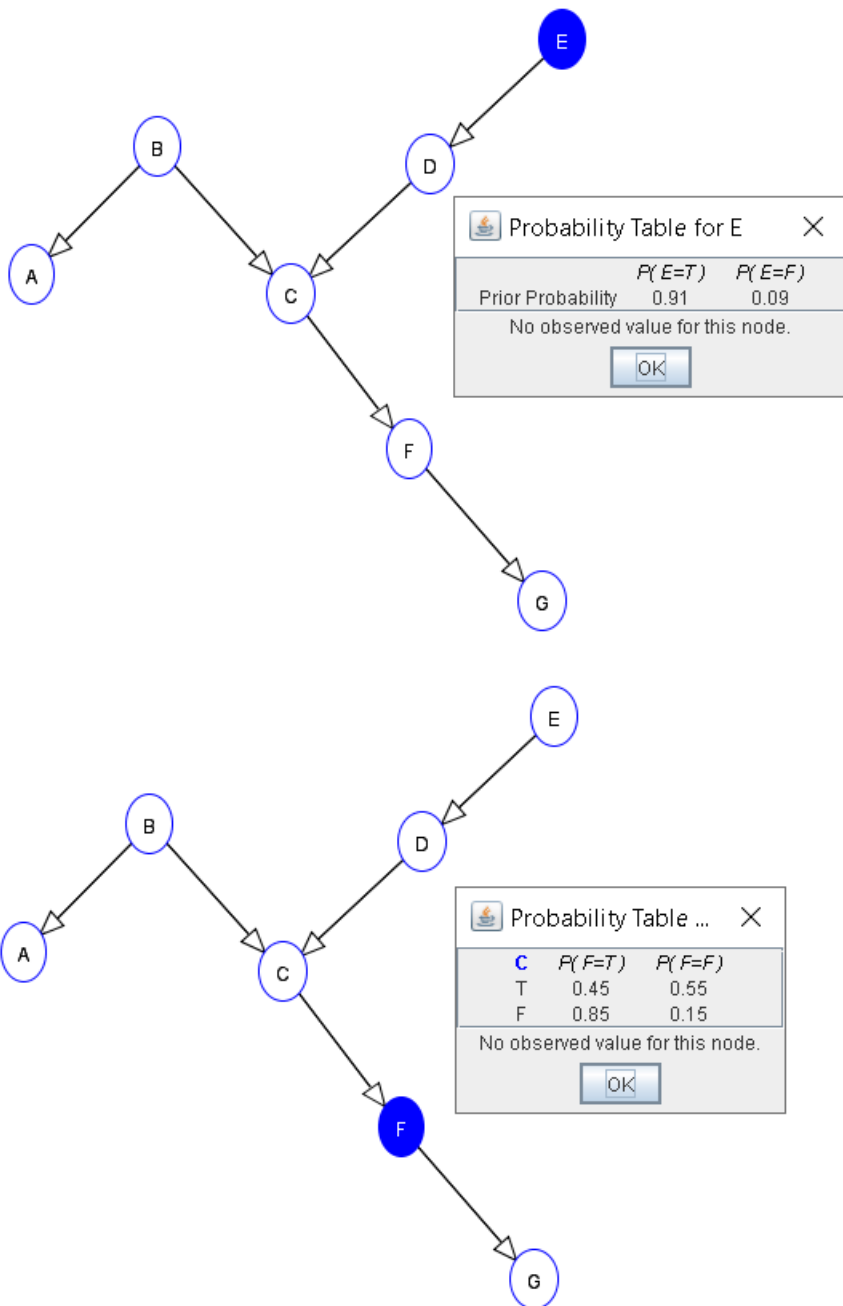 E
B
D
A
C
F
G
Probability Table for E
P( E=T) P( E=F)
Prior Probability 0.91 0.09
No observed value for this node.
OK
E
B
D
A
C
F
G
Probability Table ...
C P( F=T) P( F=F)
T 0.45 0.55
F 0.85 0.15
No observed value for this node.
OK